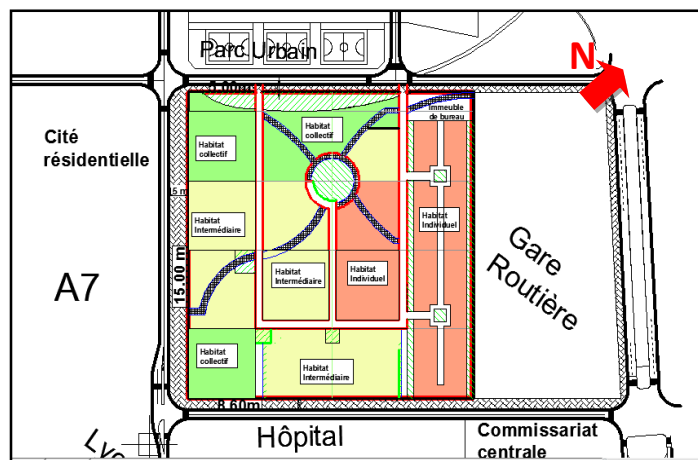 Parc Urbain
N
5.00m
Immeuble
de bureau
Cité
résidentielle
Habitat
collectif
Habitat
collectif
Habitat
Intermédiaire
Habitat
Individuel
Gare
Routière
A7
15.00 m
Habitat
Intermédiaire
Habitat
Individuel
Habitat
collectif
Habitat
Intermédiaire
8.60m
Hôpital
Commissariat
centrale